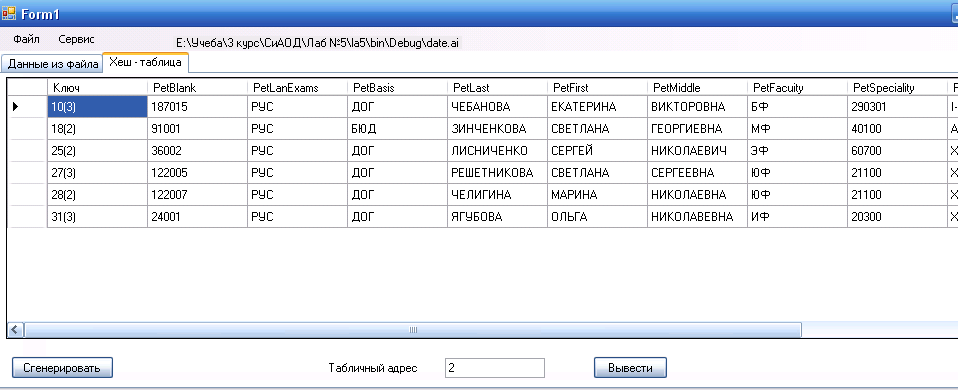 Form1
Файл Сервис E:\Учеба\3 курс\СиАОД\Лаб №5\la5\bin\Debug\date.ai
Данные из файла Хеш - таблица
Ключ PetBlank PetLanExams PetBasis PetLast PetFirst PetMiddle PetFacuity PetSpeciality
10(3) 187015 РУС ДОГ ЧЕБАНОВА ЕКАТЕРИНА ВИКТОРОВНА БФ 290301
18(2) 91001 РУС БЮД ЗИНЧЕНКОВА СВЕТЛАНА ГЕОРГИЕВНА МФ 40100
25(2) 36002 РУС ДОГ ЛИСНИЧЕНКО СЕРГЕЙ НИКОЛАЕВИЧ ЭФ 60700
27(3) 122005 РУС ДОГ РЕШЕТНИКОВА СВЕТЛАНА СЕРГЕЕВНА ЮФ 21100
28(2) 122007 РУС ДОГ ЧЕЛИГИНА МАРИНА НИКОЛАЕВНА ЮФ 21100
31(3) 24001 РУС ДОГ ЯГУБОВА ОЛЬГА НИКОЛАВЕВНА ИФ 20300
Сгенерировать Табличный адрес 2 Вывести